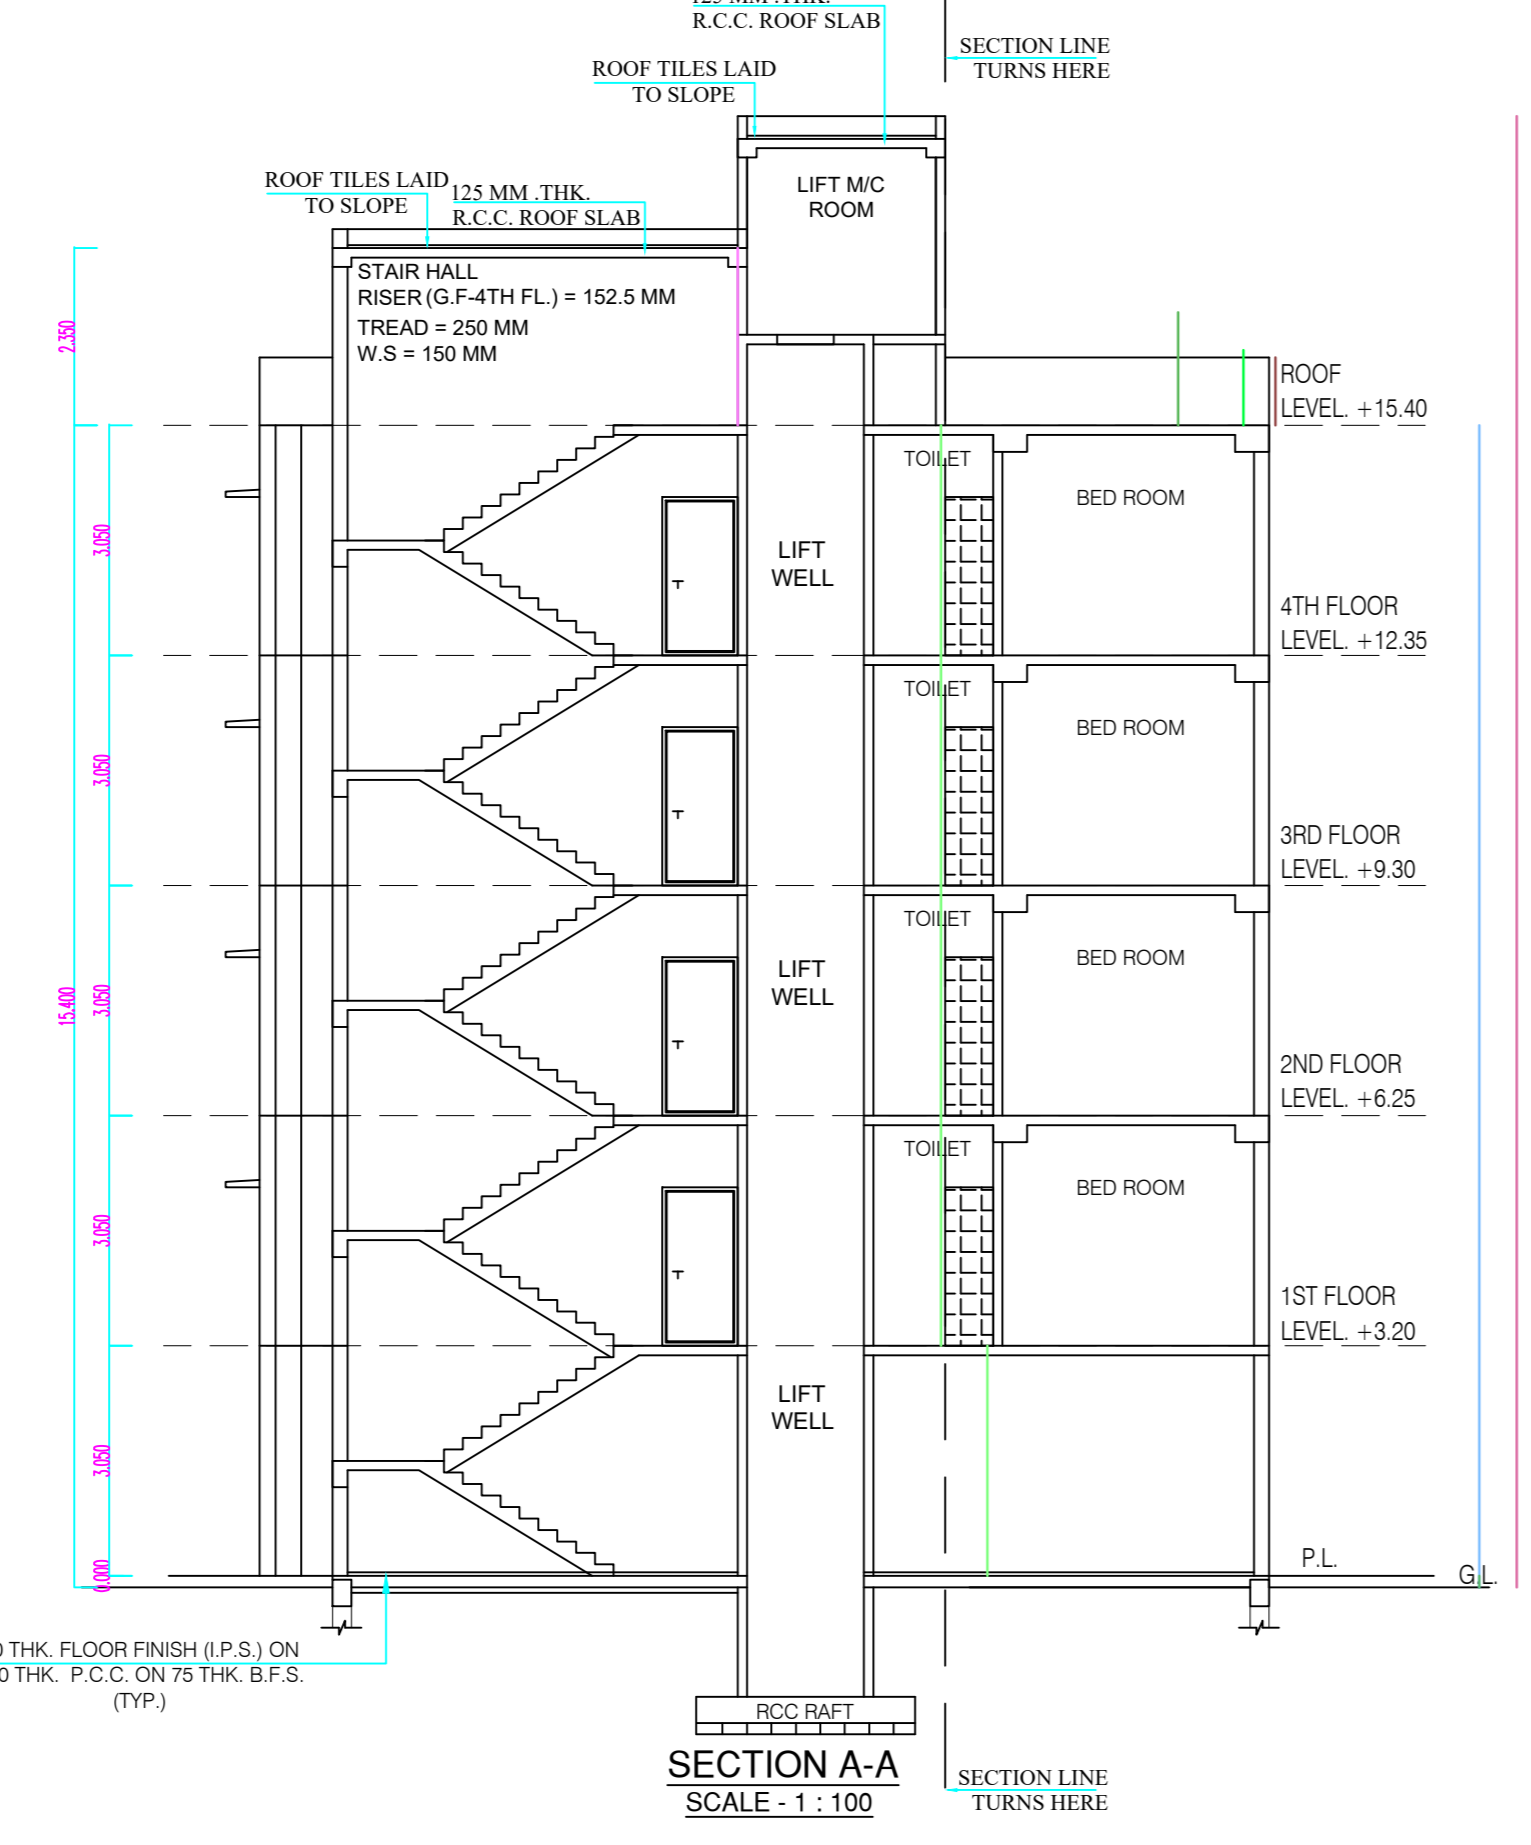 125 MM .THK.
R.C.C. ROOF SLAB
SECTION LINE
TURNS HERE
ROOF TILES LAID
TO SLOPE
LIFT M/C
ROOM
ROOF TILES LAID
TO SLOPE
125 MM .THK.
R.C.C. ROOF SLAB
STAIR HALL
RISER (G.F-4TH FL.) = 152.5 MM
TREAD = 250 MM
W.S = 150 MM
2.350
ROOF
LEVEL. +15.40
TOILET
BED ROOM
3.050
LIFT
WELL
4TH FLOOR
LEVEL. +12.35
TOILET
BED ROOM
3.050
3RD FLOOR
LEVEL. +9.30
TOILET
BED ROOM
LIFT
WELL
3.050
15.400
2ND FLOOR
LEVEL. +6.25
TOILET
BED ROOM
3.050
1ST FLOOR
LEVEL. +3.20
LIFT
WELL
3.050
0.000
P.L.
G.L.
0 THK. FLOOR FINISH (I.P.S.) ON
0 THK. P.C.C. ON 75 THK. B.F.S.
(TYP.)
RCC RAFT
SECTION A-A
SCALE - 1 : 100
SECTION LINE
TURNS HERE